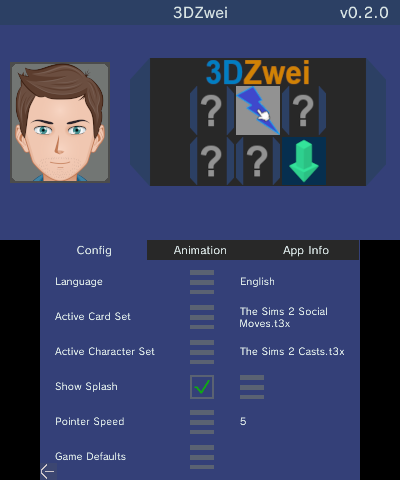 3DZwei
v0.2.0
3DZwei
? ?
? ?
Config
Animation
App Info
Language
English
Active Card Set
The Sims 2 Social
Moves.t3x
Active Character Set
The Sims 2 Casts.t3x
Show Splash
Pointer Speed
5
Game Defaults